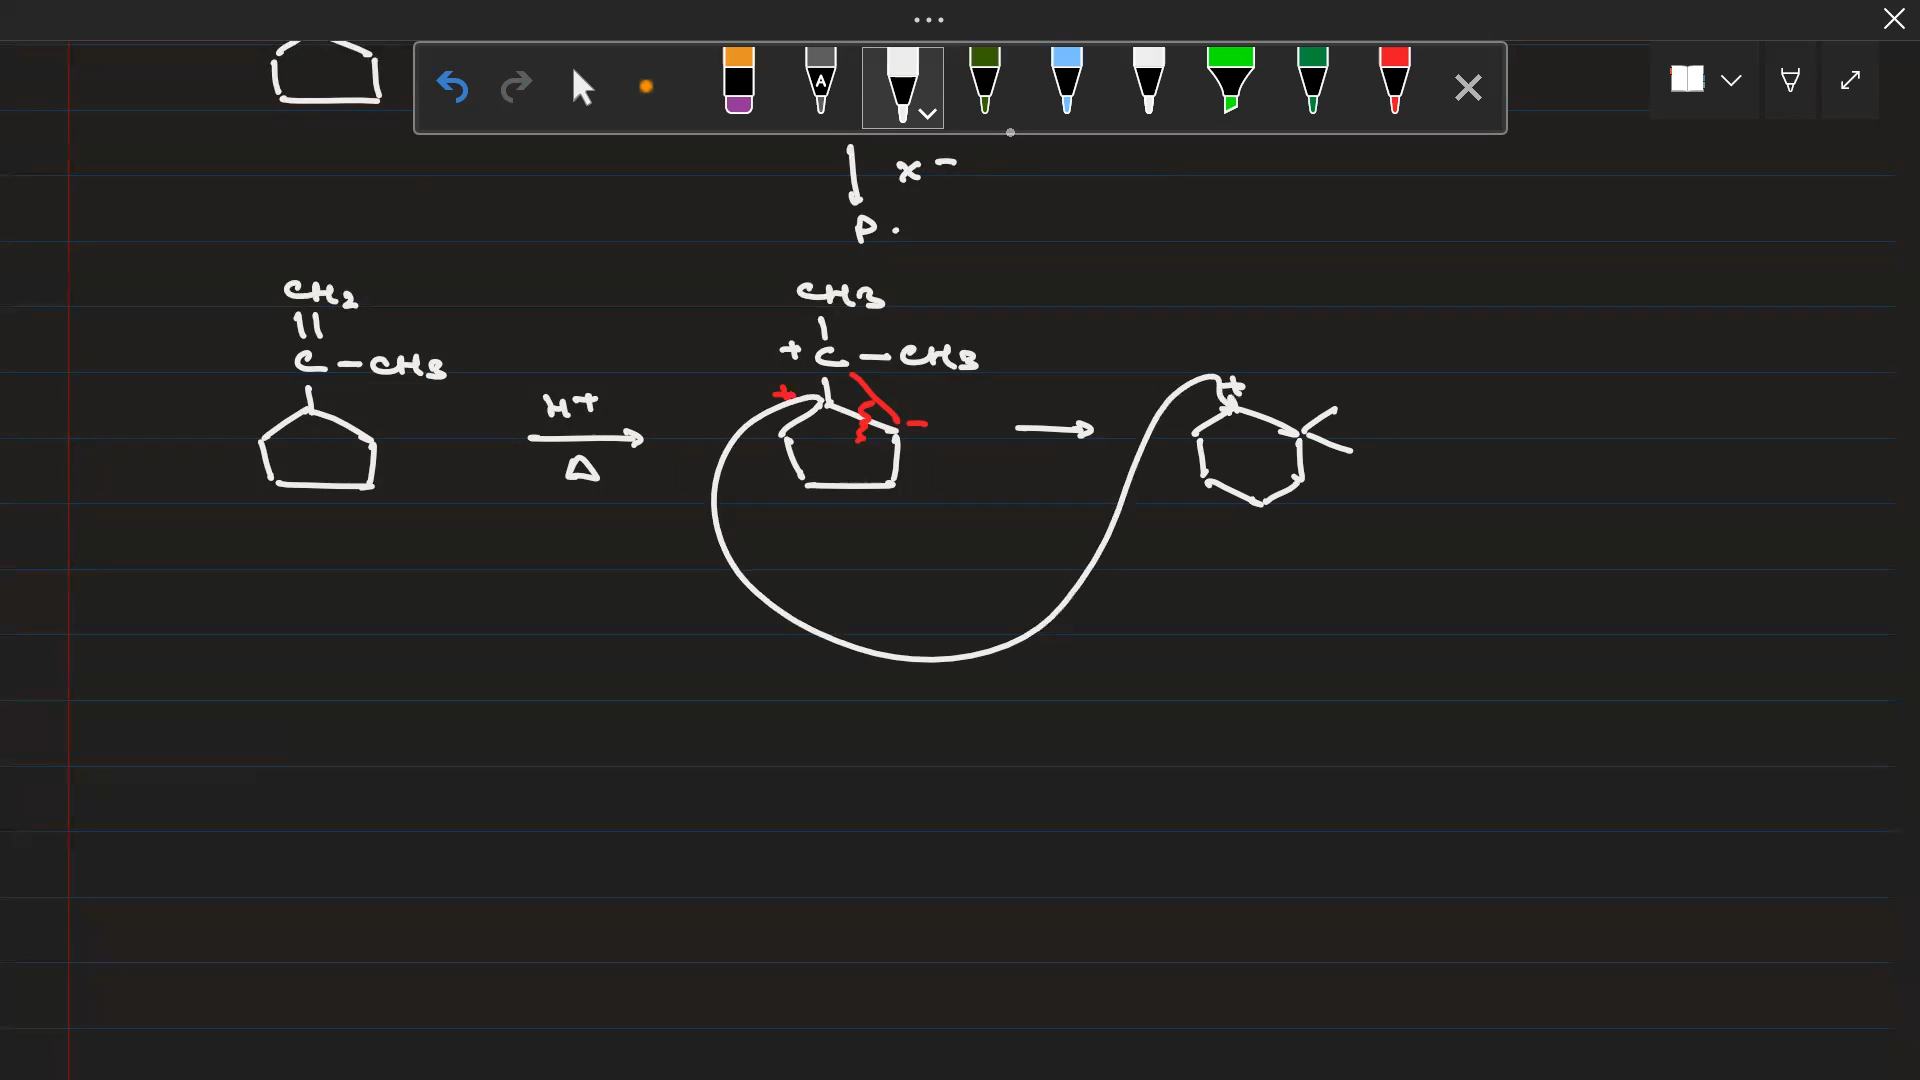 A
x -
P.
CH2
||
C - CH3
H+
Δ
CH3
|
+ C - CH3
+
-
+